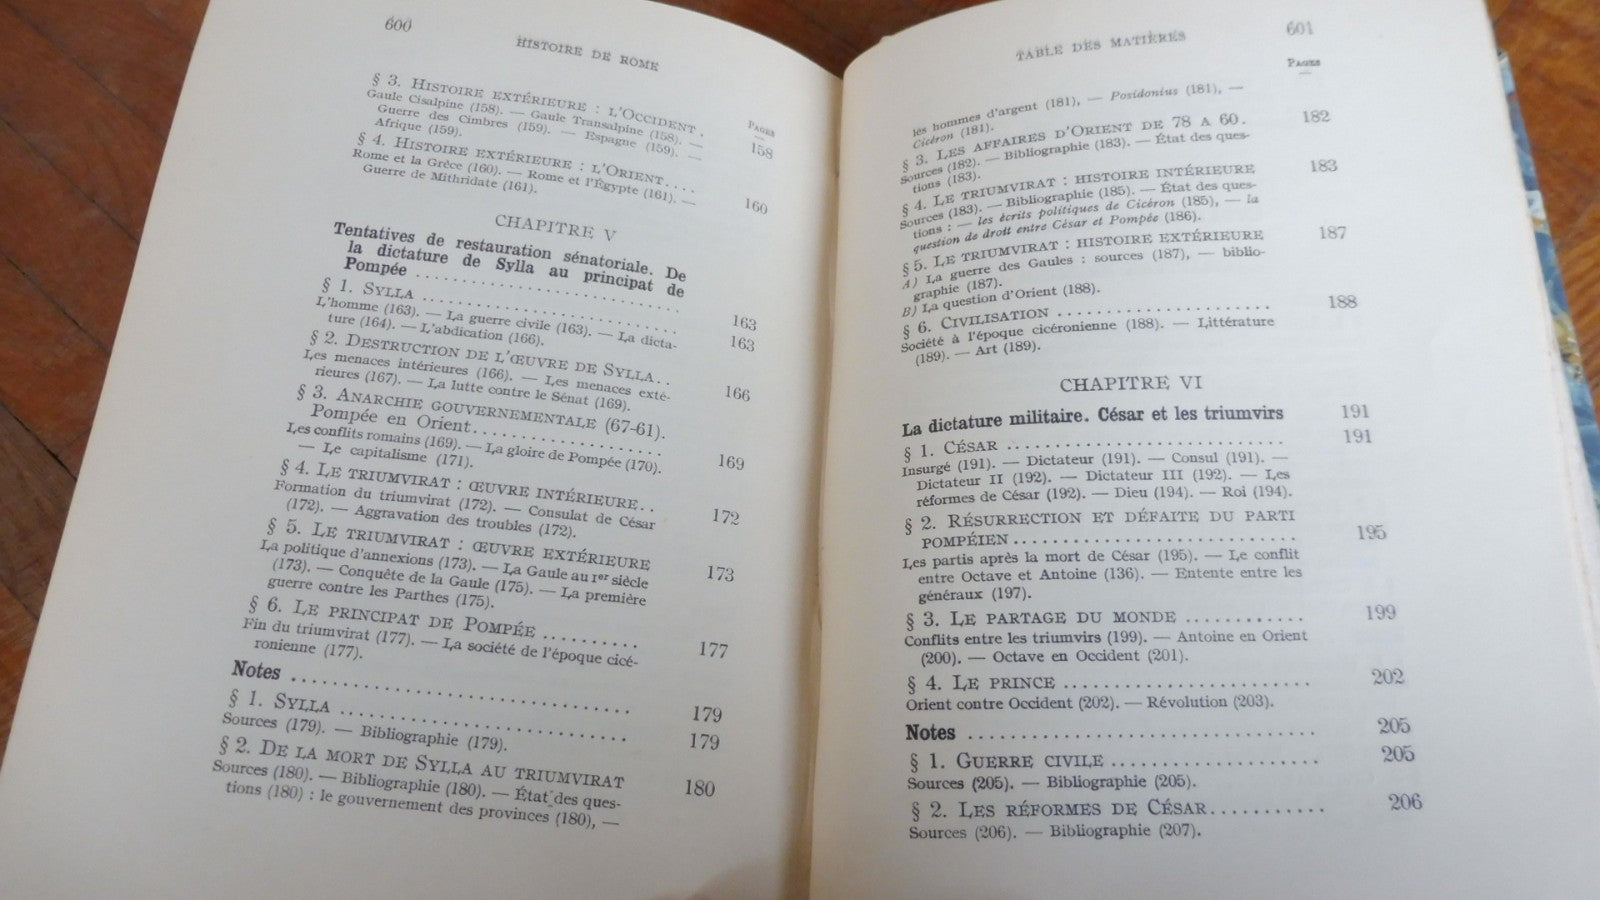 600
HISTOIRE DE ROME
PAGES
§ 3. HISTOIRE EXTÉRIEURE : L'OCCIDENT, 158
Gaule Cisalpine (158). — Gaule Transalpine (158). —
Guerre des Cimbres (159). — Espagne (159). —
Afrique (159).
§ 4. HISTOIRE EXTÉRIEURE : L'ORIENT.... 160
Rome et la Grèce (160). — Rome et l'Égypte (161). —
Guerre de Mithridate (161).
CHAPITRE V
Tentatives de restauration sénatoriale. De
la dictature de Sylla au principat de
Pompée .......................... 163
§ 1. SYLLA .......................... 163
L'homme (163). — La guerre civile (163). — La dicta-
ture (164). — L'abdication (166).
§ 2. DESTRUCTION DE L'ŒUVRE DE SYLLA.. 166
Les menaces intérieures (166). — Les menaces exté-
rieures (167). — La lutte contre le Sénat (169).
§ 3. ANARCHIE GOUVERNEMENTALE (67-61).
Pompée en Orient................... 169
Les conflits romains (169). — La gloire de Pompée (170).
— Le capitalisme (171).
§ 4. LE TRIUMVIRAT : ŒUVRE INTÉRIEURE.. 172
Formation du triumvirat (172). — Consulat de César
(172). — Aggravation des troubles (172).
§ 5. LE TRIUMVIRAT : ŒUVRE EXTÉRIEURE 173
La politique d'annexions (173). — La Gaule au Ier siècle
(173). — Conquête de la Gaule (175). — La première
guerre contre les Parthes (175).
§ 6. LE PRINCIPAT DE POMPÉE .......... 177
Fin du triumvirat (177). — La société de l'époque cicé-
ronienne (177).
Notes .......................... 179
§ 1. SYLLA .......................... 179
Sources (179). — Bibliographie (179).
§ 2. DE LA MORT DE SYLLA AU TRIUMVIRAT 180
Sources (180). — Bibliographie (180). — État des ques-
tions (180) : le gouvernement des provinces (180), —
TABLE DES MATIÈRES
601
PAGES
les hommes d'argent (181), — Posidonius (181), —
Cicéron (181).
§ 3. LES AFFAIRES D'ORIENT DE 78 A 60. 182
Sources (182). — Bibliographie (183). — État des ques-
tions (183).
§ 4. LE TRIUMVIRAT : HISTOIRE INTÉRIEURE 183
Sources (183). — Bibliographie (185). — État des ques-
tions : — les écrits politiques de Cicéron (185), — la
question de droit entre César et Pompée (186).
§ 5. LE TRIUMVIRAT : HISTOIRE EXTÉRIEURE 187
A) La guerre des Gaules : sources (187), — biblio-
graphie (187).
B) La question d'Orient (188).
§ 6. CIVILISATION .................... 188
Société à l'époque cicéronienne (188). — Littérature
(189). — Art (189).
CHAPITRE VI
La dictature militaire. César et les triumvirs 191
§ 1. CÉSAR .......................... 191
Insurgé (191). — Dictateur (191). — Consul (191). —
Dictateur II (192). — Dictateur III (192). — Les
réformes de César (192). — Dieu (194). — Roi (194).
§ 2. RÉSURRECTION ET DÉFAITE DU PARTI
POMPÉIEN.......................... 195
Les partis après la mort de César (195). — Le conflit
entre Octave et Antoine (136). — Entente entre les
généraux (197).
§ 3. LE PARTAGE DU MONDE ............ 199
Conflits entre les triumvirs (199). — Antoine en Orient
(200). — Octave en Occident (201).
§ 4. LE PRINCE ...................... 202
Orient contre Occident (202). — Révolution (203).
Notes .......................... 205
§ 1. GUERRE CIVILE .................. 205
Sources (205). — Bibliographie (205).
§ 2. LES RÉFORMES DE CÉSAR........... 206
Sources (206). — Bibliographie (207).